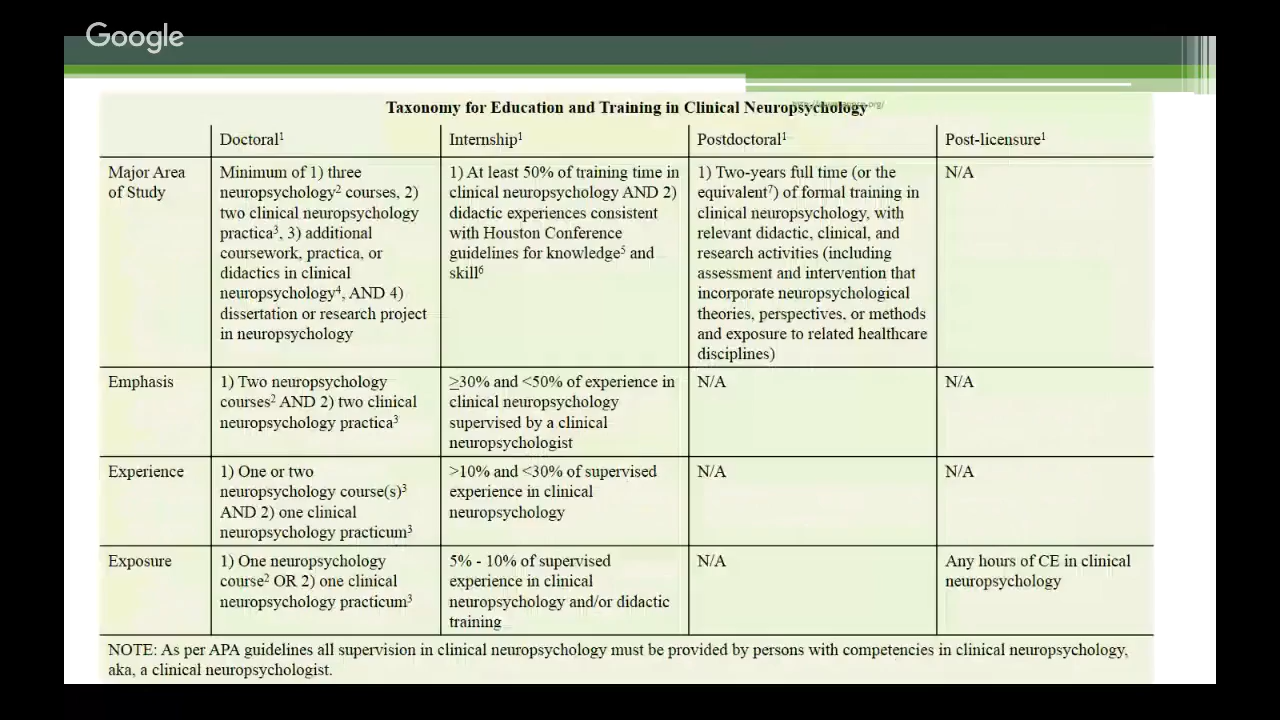 Google
Taxonomy for Education and Training in Clinical Neuropsychology
Doctoral¹
Internship¹
Postdoctoral¹
Post-licensure¹
Major Area
of Study
Minimum of 1) three
neuropsychology² courses, 2)
two clinical neuropsychology
practica³, 3) additional
coursework, practica, or
didactics in clinical
neuropsychology⁴, AND 4)
dissertation or research project
in neuropsychology
1) At least 50% of training time in
clinical neuropsychology AND 2)
didactic experiences consistent
with Houston Conference
guidelines for knowledge⁵ and
skill⁶
1) Two-years full time (or the
equivalent⁷) of formal training in
clinical neuropsychology, with
relevant didactic, clinical, and
research activities (including
assessment and intervention that
incorporate neuropsychological
theories, perspectives, or methods
and exposure to related healthcare
disciplines)
N/A
Emphasis
1) Two neuropsychology
courses² AND 2) two clinical
neuropsychology practica³
≥30% and <50% of experience in
clinical neuropsychology
supervised by a clinical
neuropsychologist
N/A
N/A
Experience
1) One or two
neuropsychology course(s)³
AND 2) one clinical
neuropsychology practicum³
>10% and <30% of supervised
experience in clinical
neuropsychology
N/A
N/A
Exposure
1) One neuropsychology
course² OR 2) one clinical
neuropsychology practicum³
5% - 10% of supervised
experience in clinical
neuropsychology and/or didactic
training
N/A
Any hours of CE in clinical
neuropsychology
NOTE: As per APA guidelines all supervision in clinical neuropsychology must be provided by persons with competencies in clinical neuropsychology,
aka, a clinical neuropsychologist.